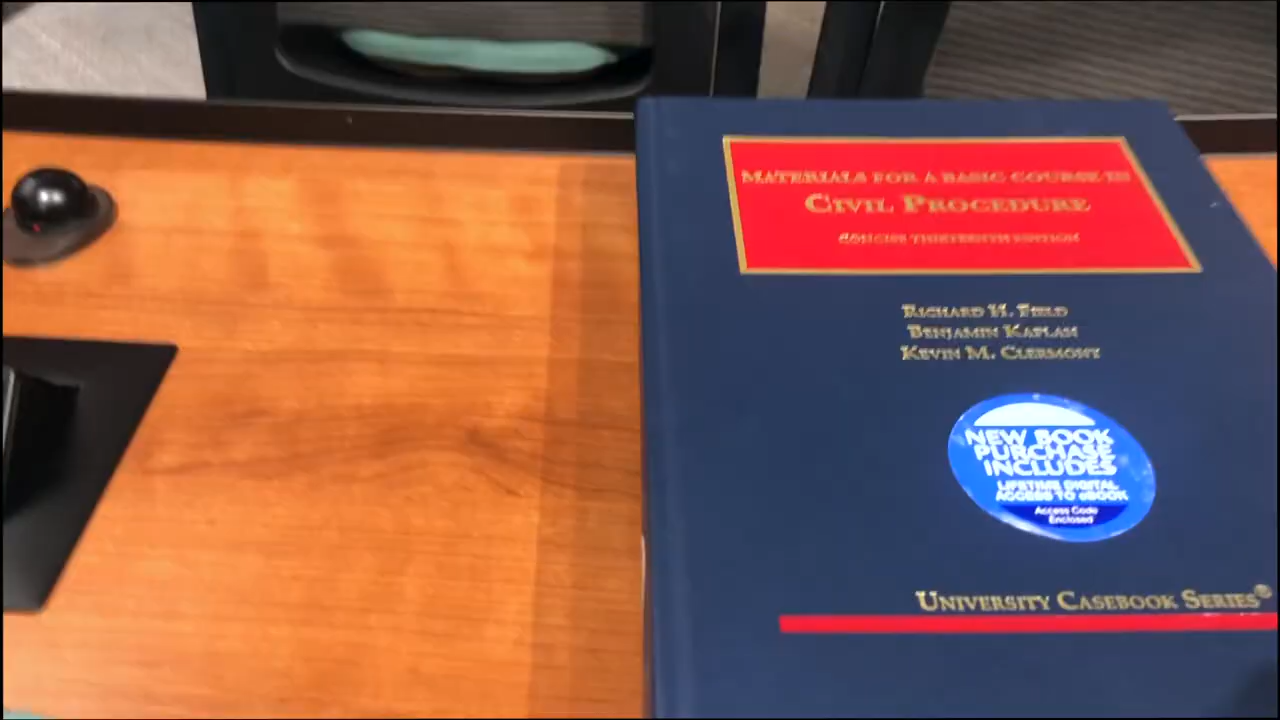 MATERIALS FOR A BASIC COURSE IN
CIVIL PROCEDURE
CONCISE THIRTEENTH EDITION
RICHARD H. FIELD
BENJAMIN KAPLAN
KEVIN M. CLERMONT
NEW BOOK
PURCHASE
INCLUDES
LIFETIME DIGITAL
ACCESS TO eBOOK
Access Code
Enclosed
UNIVERSITY CASEBOOK SERIES®